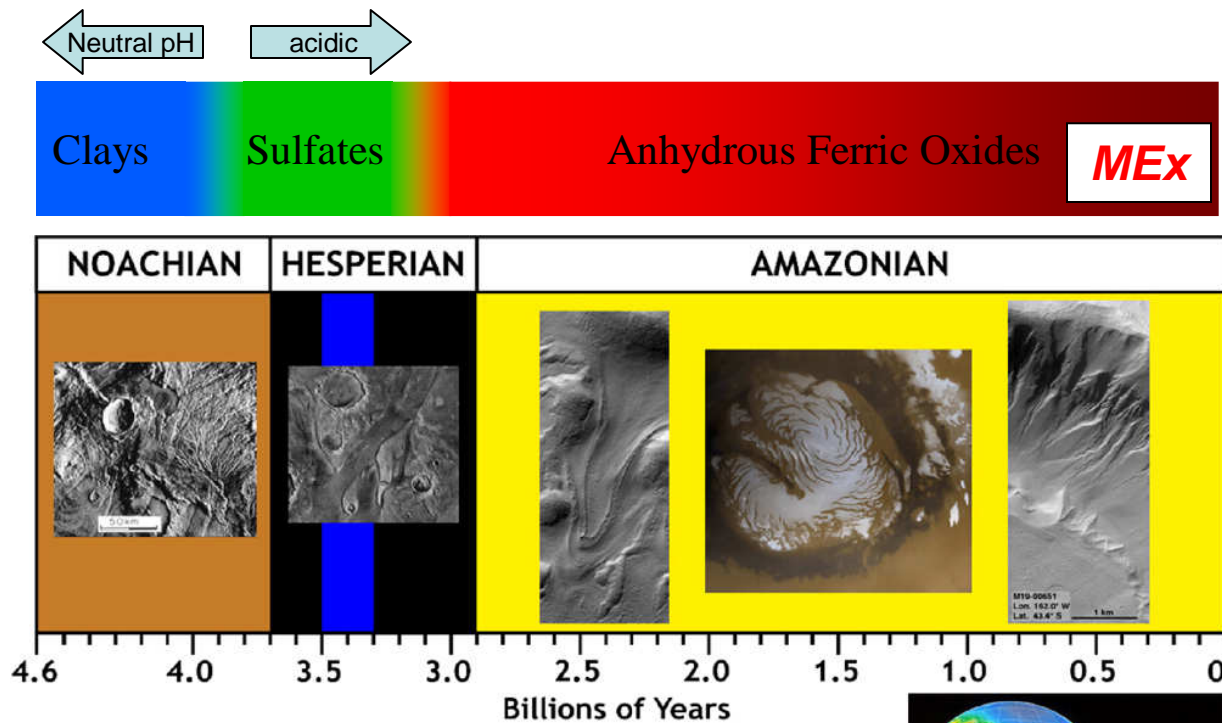 Neutral pH
acidic
Clays
Sulfates
Anhydrous Ferric Oxides
MEx
NOACHIAN
HESPERIAN
AMAZONIAN
50km
M19-00651
Lon. 162.0° W
Lat. 43.4° S
1 km
4.6 4.0 3.5 3.0 2.5 2.0 1.5 1.0 0.5 0
Billions of Years